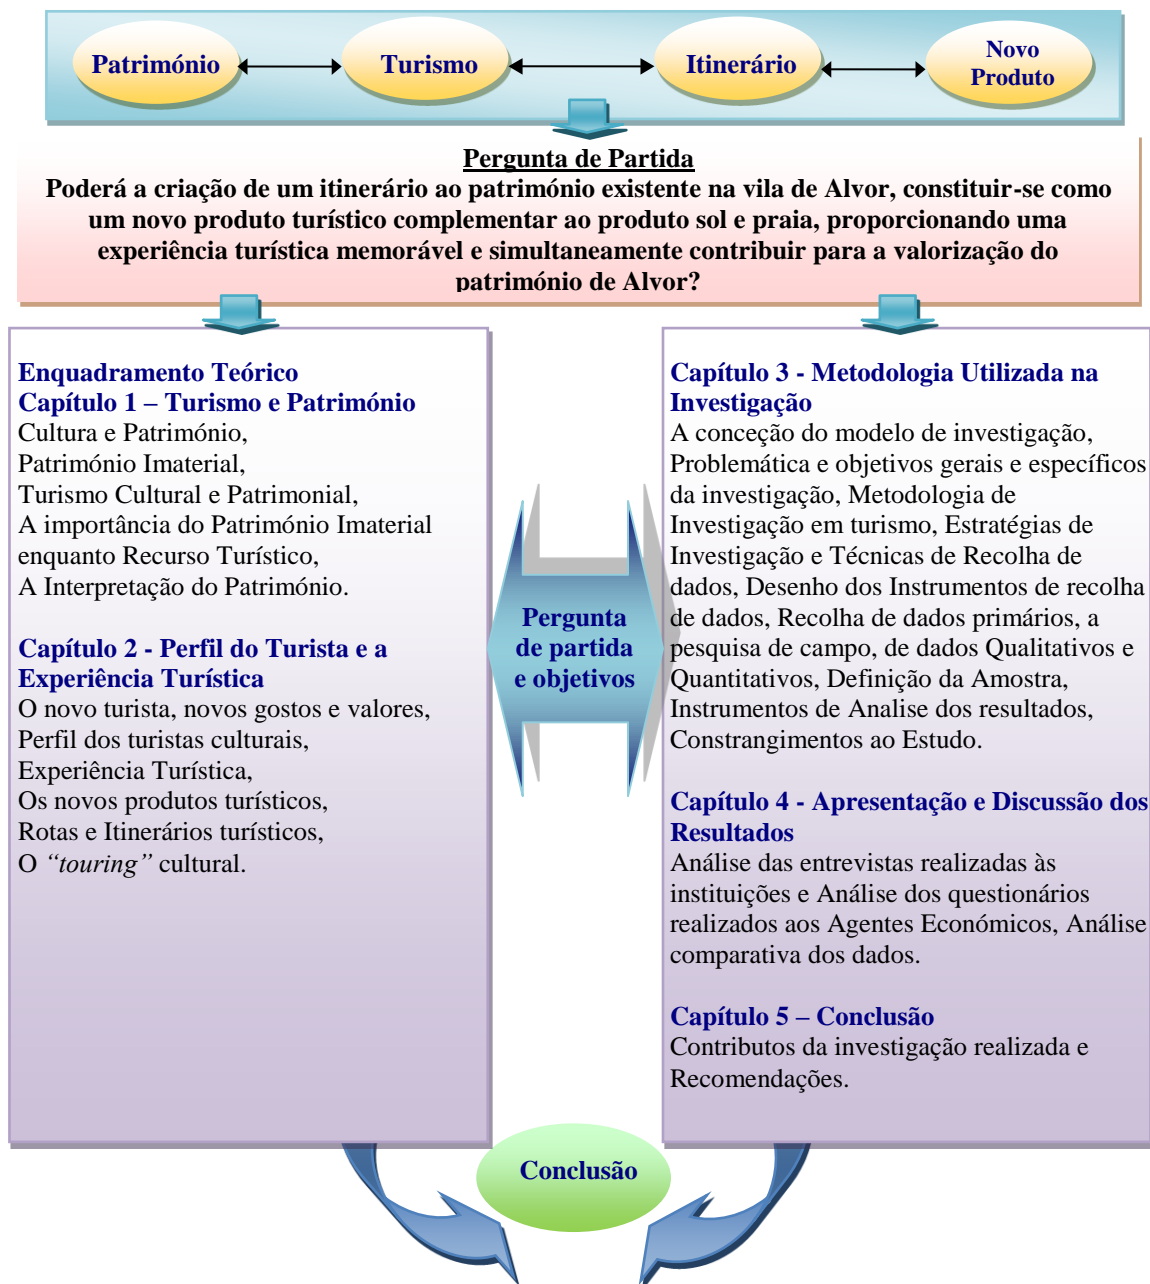 Património
Turismo
Itinerário
Novo
Produto
Pergunta de Partida
Poderá a criação de um itinerário ao património existente na vila de Alvor, constituir-se como
um novo produto turístico complementar ao produto sol e praia, proporcionando uma
experiência turística memorável e simultaneamente contribuir para a valorização do
património de Alvor?
Enquadramento Teórico
Capítulo 1 – Turismo e Património
Cultura e Património,
Património Imaterial,
Turismo Cultural e Patrimonial,
A importância do Património Imaterial
enquanto Recurso Turístico,
A Interpretação do Património.
Capítulo 2 - Perfil do Turista e a
Experiência Turística
O novo turista, novos gostos e valores,
Perfil dos turistas culturais,
Experiência Turística,
Os novos produtos turísticos,
Rotas e Itinerários turísticos,
O “touring” cultural.
Pergunta
de partida
e objetivos
Capítulo 3 - Metodologia Utilizada na
Investigação
A conceção do modelo de investigação,
Problemática e objetivos gerais e específicos
da investigação, Metodologia de
Investigação em turismo, Estratégias de
Investigação e Técnicas de Recolha de
dados, Desenho dos Instrumentos de recolha
de dados, Recolha de dados primários, a
pesquisa de campo, de dados Qualitativos e
Quantitativos, Definição da Amostra,
Instrumentos de Analise dos resultados,
Constrangimentos ao Estudo.
Capítulo 4 - Apresentação e Discussão dos
Resultados
Análise das entrevistas realizadas às
instituições e Análise dos questionários
realizados aos Agentes Económicos, Análise
comparativa dos dados.
Capítulo 5 – Conclusão
Contributos da investigação realizada e
Recomendações.
Conclusão